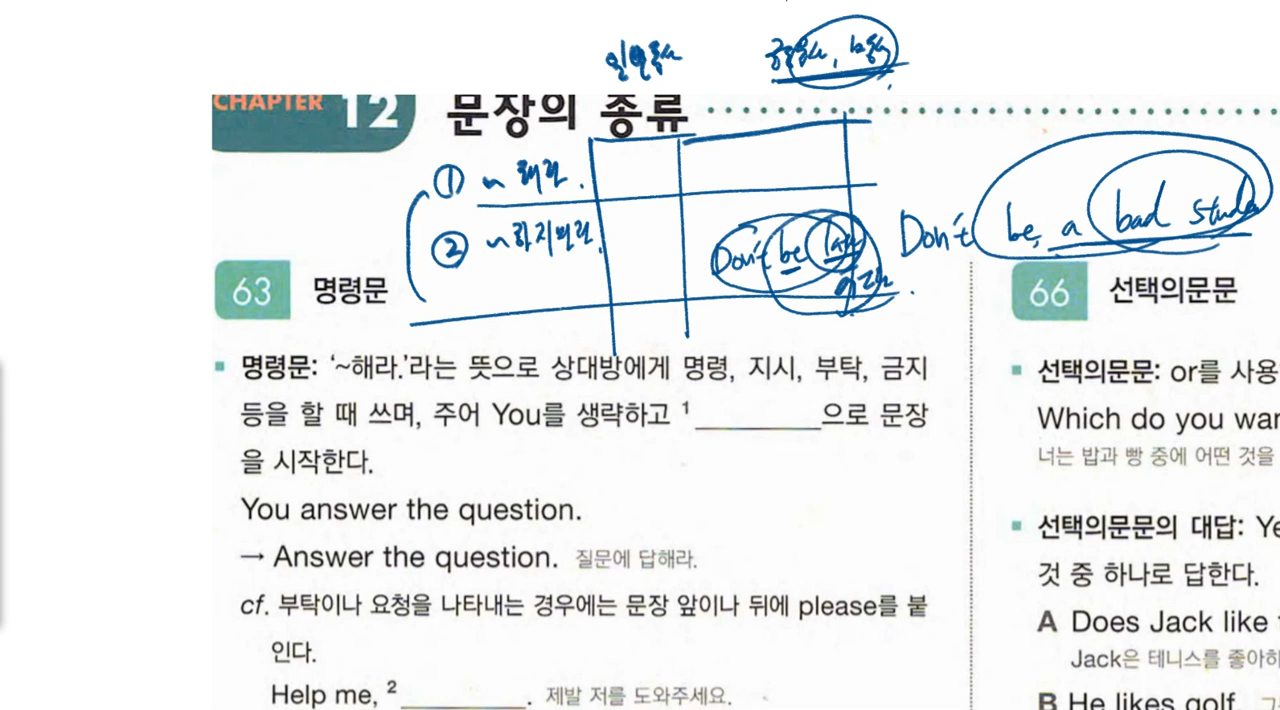 일반동사
CHAPTER 12 문장의 종류
① ~해라.
② ~하지마라.
Don't be
Don't be a bad
63 명령문
명령문: '~해라.'라는 뜻으로 상대방에게 명령, 지시, 부탁, 금지
등을 할 때 쓰며, 주어 You를 생략하고 1 ________으로 문장
을 시작한다.
You answer the question.
→ Answer the question. 질문에 답해라.
cf. 부탁이나 요청을 나타내는 경우에는 문장 앞이나 뒤에 please를 붙
인다.
Help me, 2 ________. 제발 저를 도와주세요.
66 선택의문문
선택의문문: or를 사용
Which do you
너는 밥과 빵 중에 어떤 것을
선택의문문의 대답:
것 중 하나로 답한다.
A Does Jack like
Jack은 테니스를
B He likes golf.